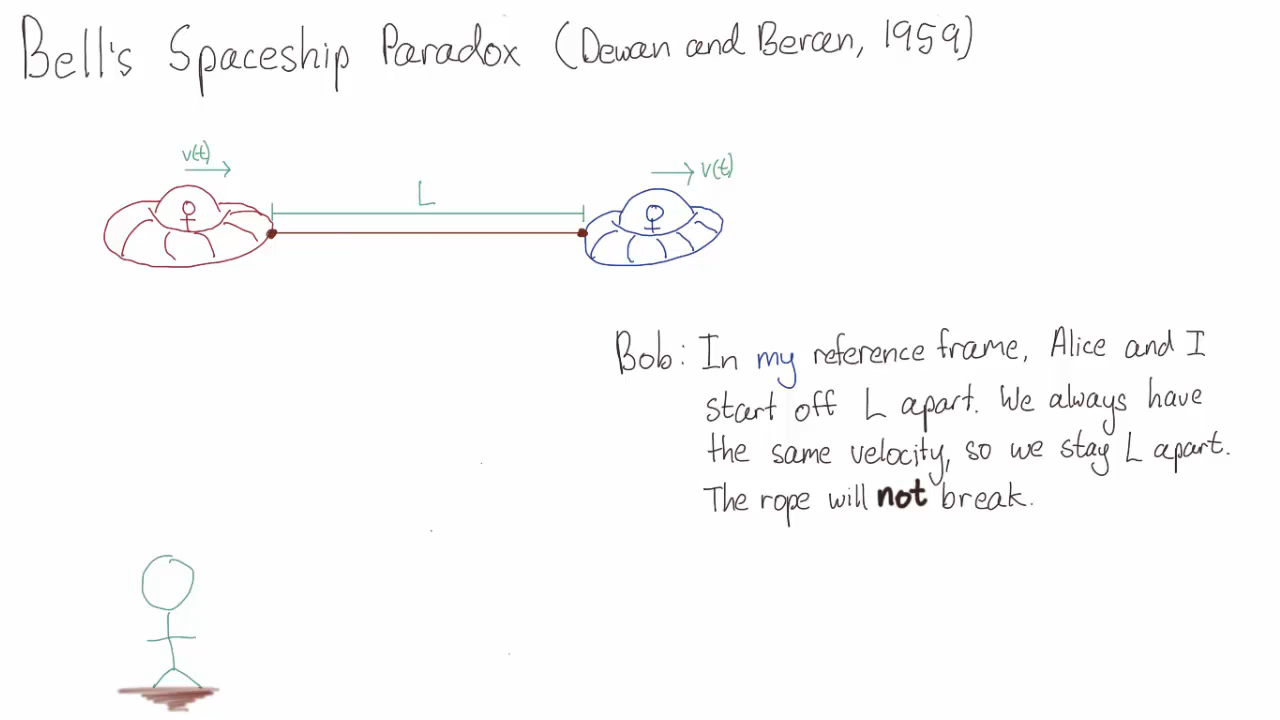 Bell's Spaceship Paradox (Dewan and Beran, 1959)
v(t)
L
v(t)
Bob: In my reference frame, Alice and I
start off L apart. We always have
the same velocity, so we stay L apart.
The rope will not break.